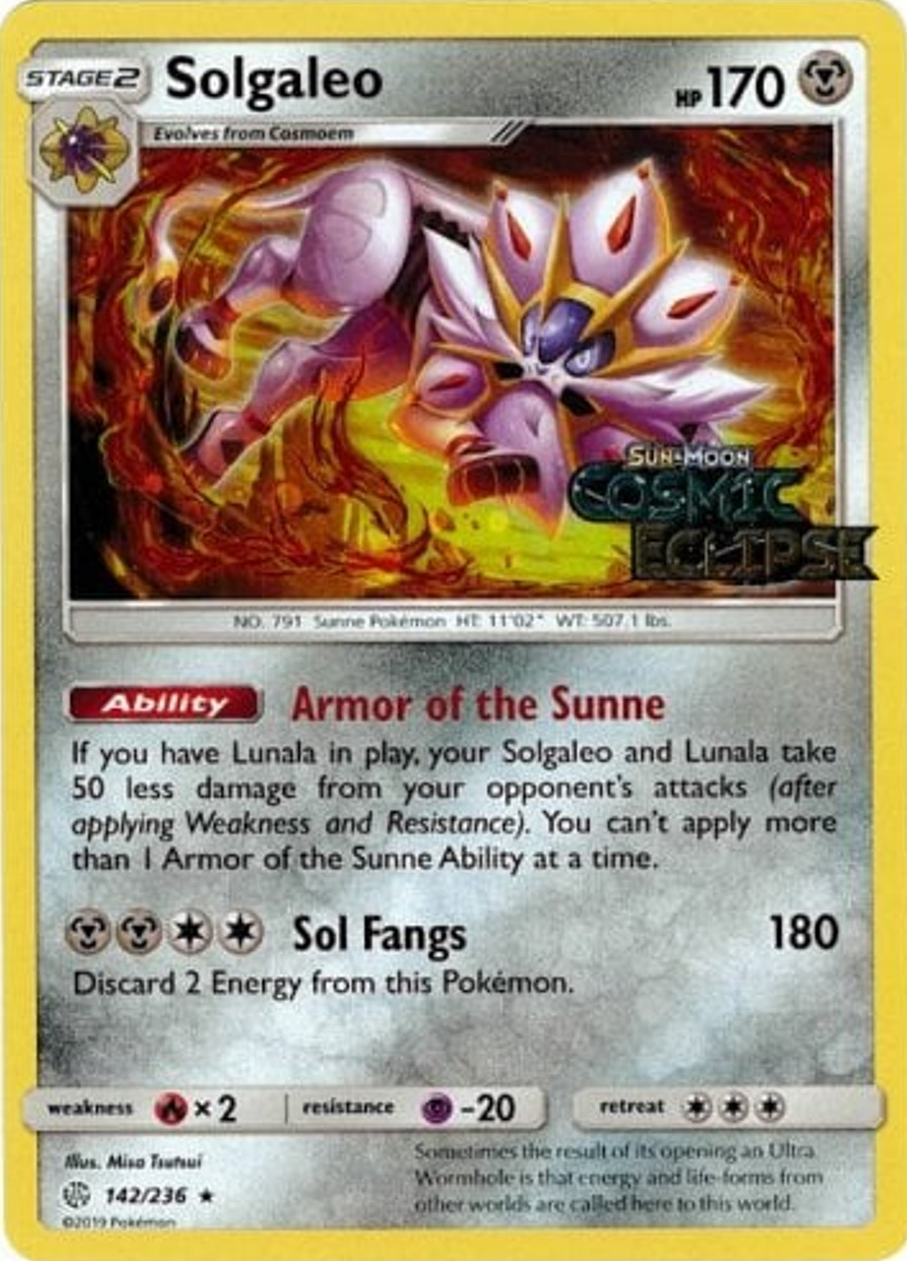 STAGE 2 Solgaleo HP 170
Evolves from Cosmoem
SUN & MOON
COSMIC
ECLIPSE
NO. 791 Sunne Pokémon HT: 11'02" WT: 507.1 lbs.
Ability Armor of the Sunne
If you have Lunala in play, your Solgaleo and Lunala take
50 less damage from your opponent's attacks (after
applying Weakness and Resistance). You can't apply more
than 1 Armor of the Sunne Ability at a time.
Sol Fangs 180
Discard 2 Energy from this Pokémon.
weakness × 2 resistance -20 retreat
Illus. Misa Tsutsui
142/236 ★
©2019 Pokémon
Sometimes the result of its opening an Ultra
Wormhole is that energy and life-forms from
other worlds are called here to this world.